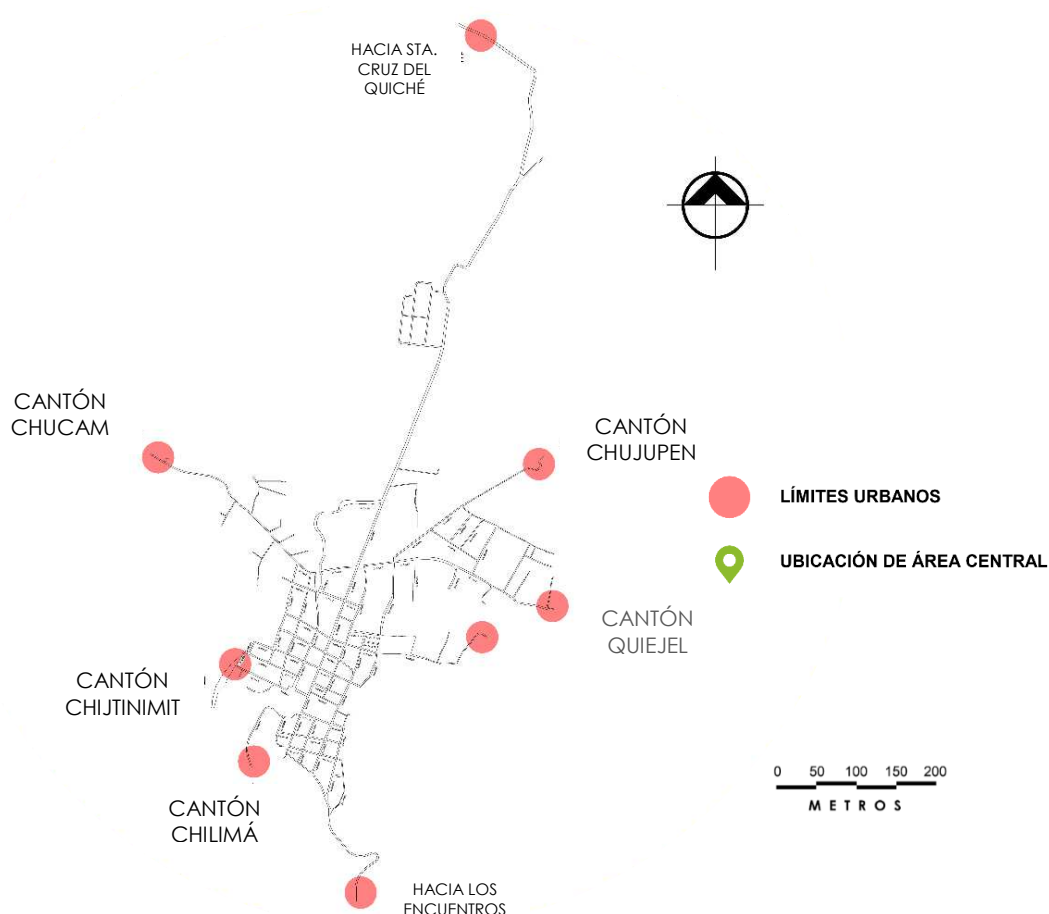 HACIA STA.
CRUZ DEL
QUICHÉ
CANTÓN
CHUCAM
CANTÓN
CHUJUPEN
LÍMITES URBANOS
UBICACIÓN DE ÁREA CENTRAL
CANTÓN
QUIEJEL
CANTÓN
CHIJTINIMIT
CANTÓN
CHILIMÁ
0 50 100 150 200
METROS
HACIA LOS
ENCUENTROS